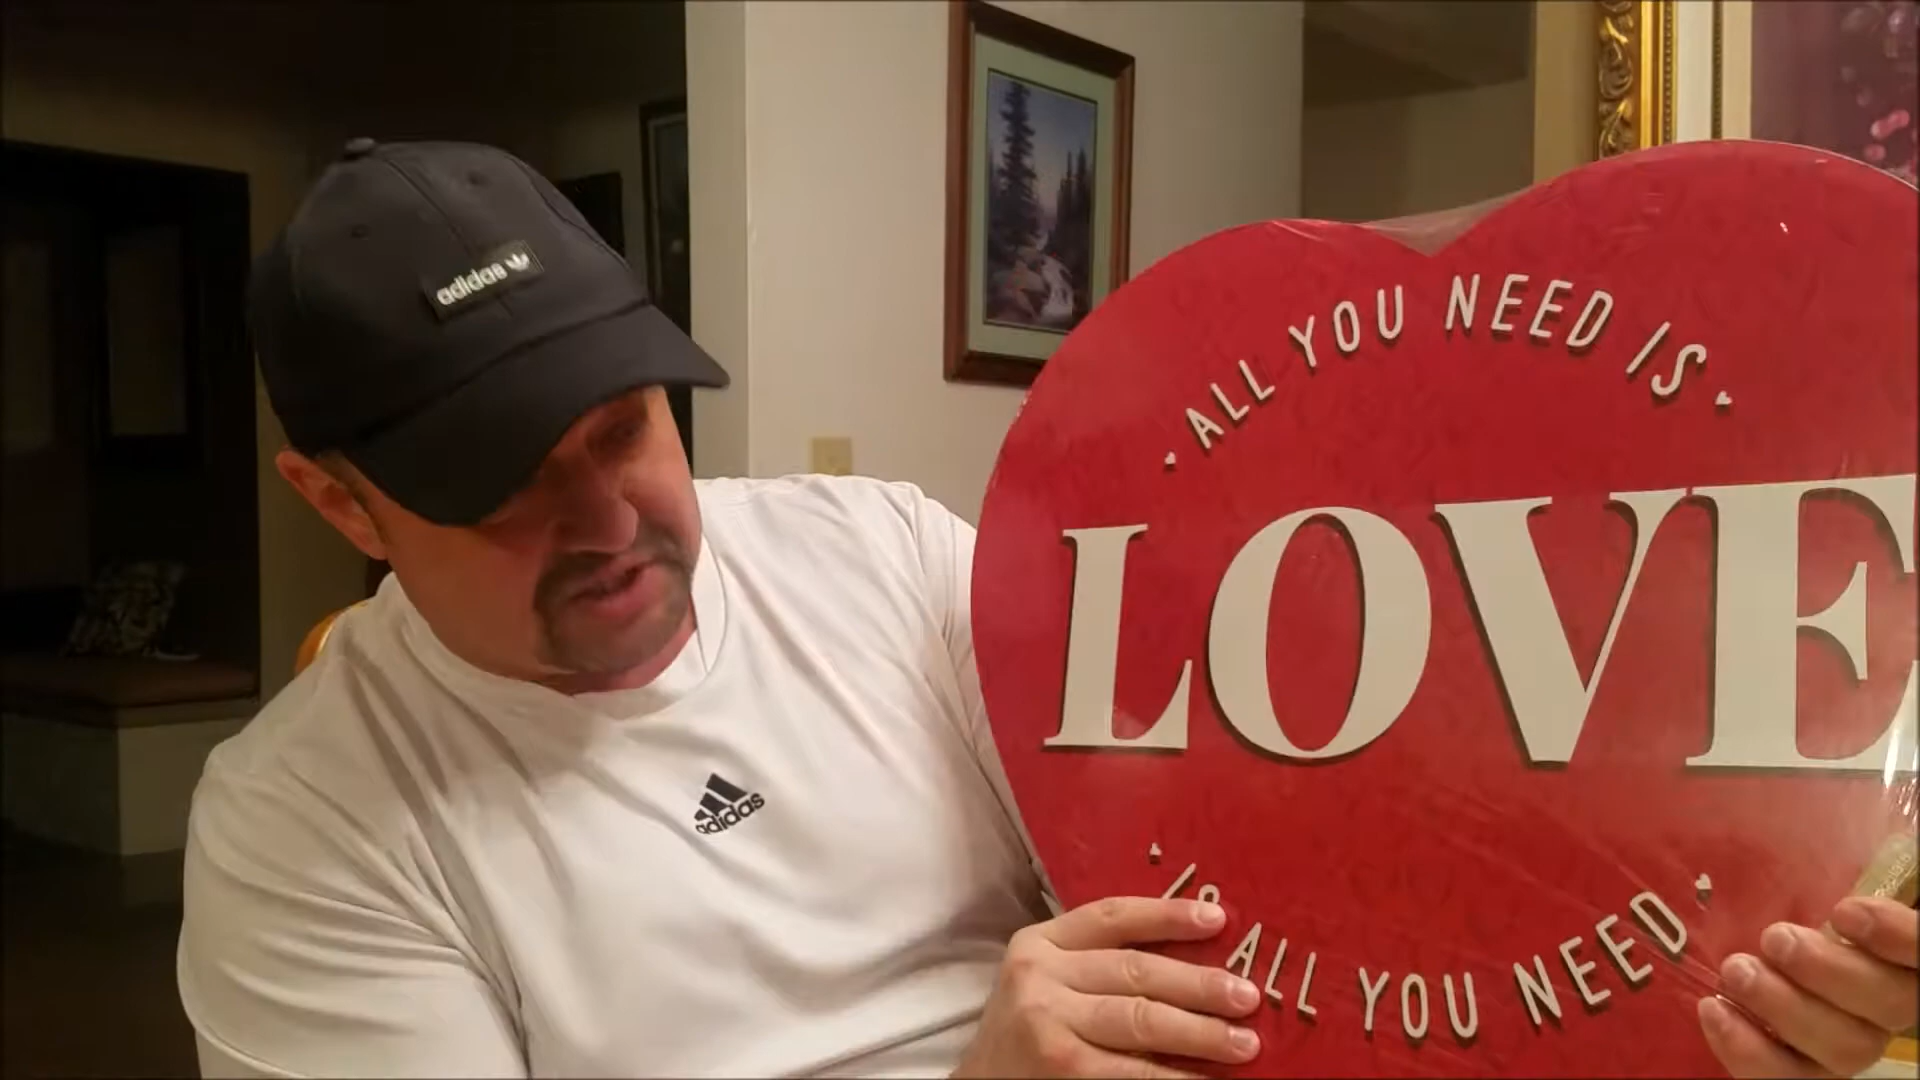 adidas
ALL YOU NEED IS
LOVE
adidas
IS ALL YOU NEED